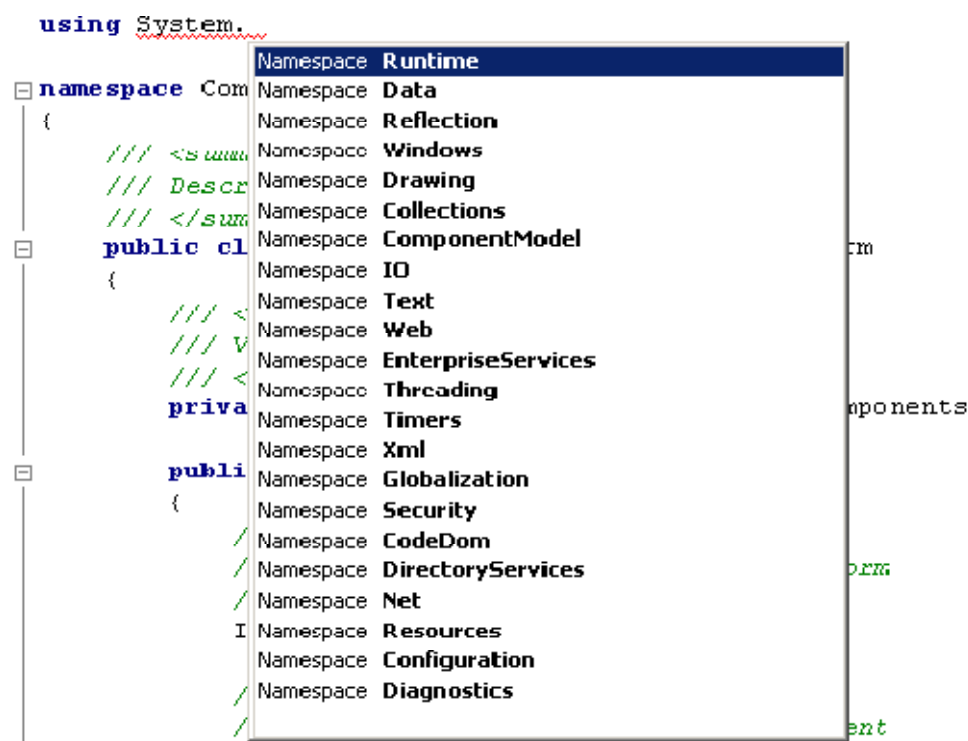 using System.
Namespace Runtime
namespace Com Namespace Data
{ Namespace Reflection
/// <summ Namespace Windows
/// Descr Namespace Drawing
/// </sum Namespace Collections
public cl Namespace ComponentModel rm
{ Namespace IO
/// < Namespace Text
/// V Namespace Web
/// < Namespace EnterpriseServices
Namespace Threading
priva Namespace Timers mponents
Namespace Xml
publi Namespace Globalization
{ Namespace Security
/ Namespace CodeDom
/ Namespace DirectoryServices orm
/ Namespace Net
I Namespace Resources
Namespace Configuration
/ Namespace Diagnostics
/ ent